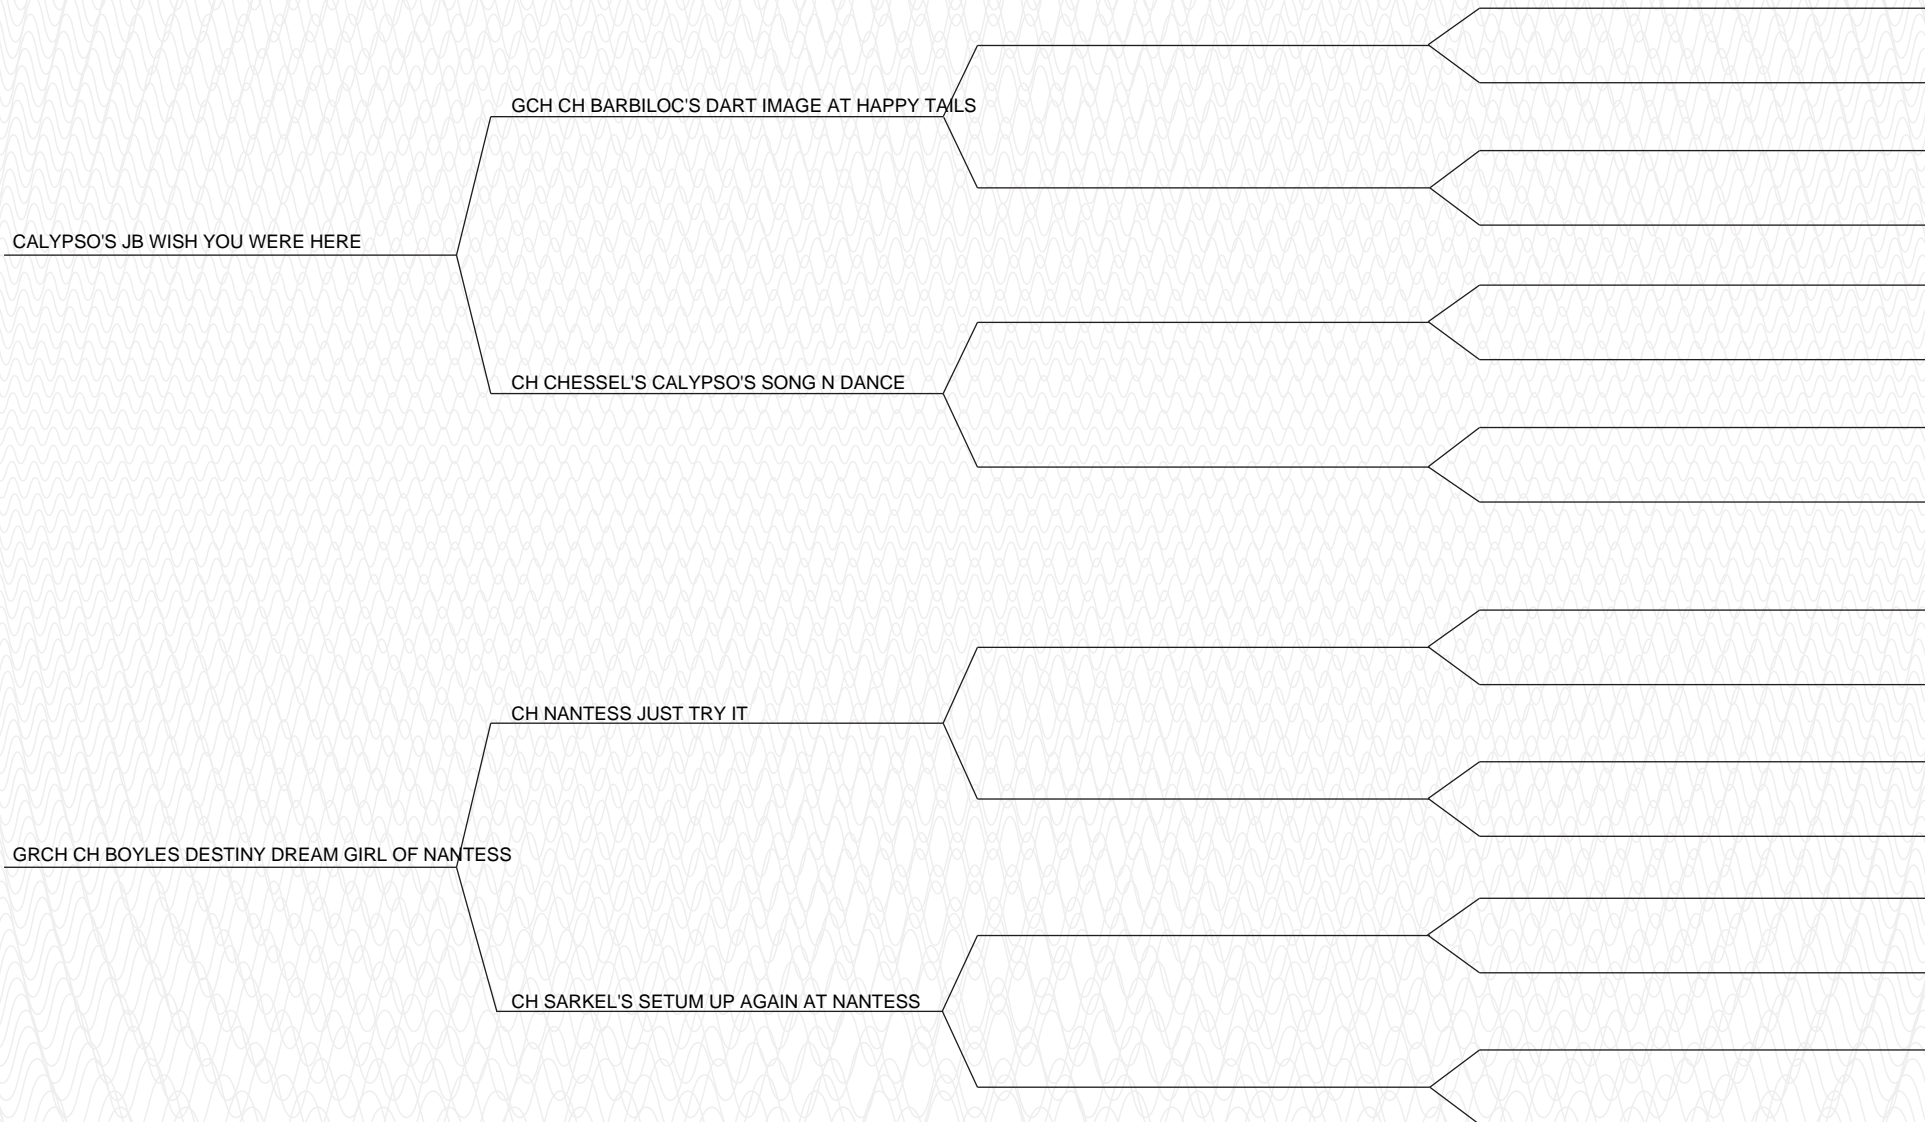 GCH CH BARBILOC'S DART IMAGE AT HAPPY TAILS
CALYPSO'S JB WISH YOU WERE HERE
CH CHESSEL'S CALYPSO'S SONG N DANCE
CH NANTESS JUST TRY IT
GRCH CH BOYLES DESTINY DREAM GIRL OF NANTESS
CH SARKEL'S SETUM UP AGAIN AT NANTESS